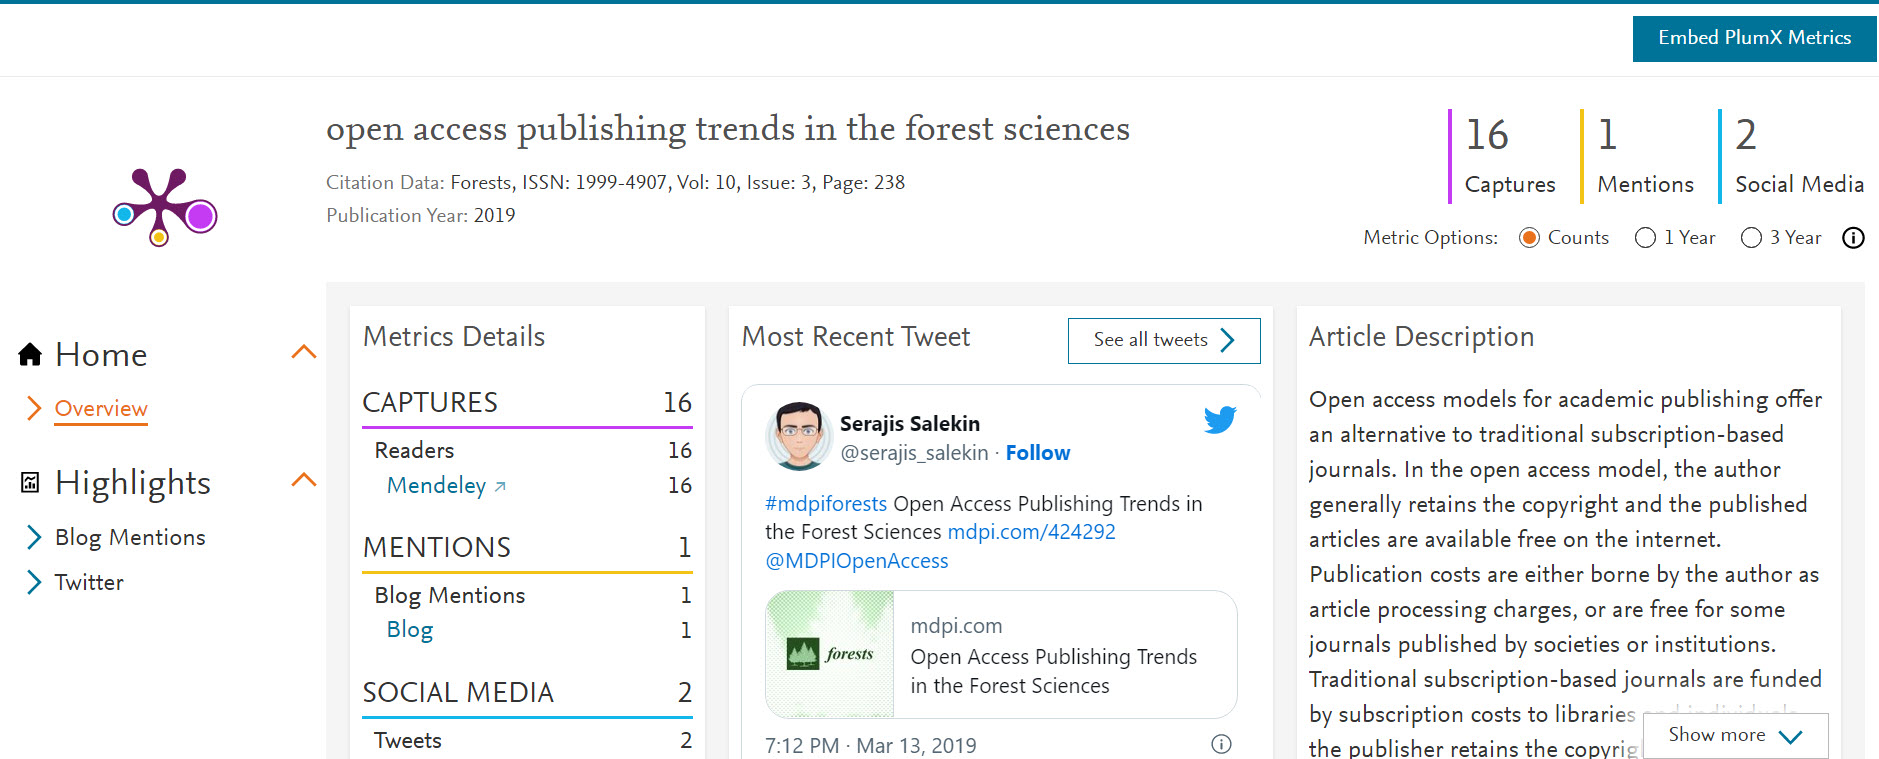 Embed PlumX Metrics
open access publishing trends in the forest sciences
Citation Data: Forests, ISSN: 1999-4907, Vol: 10, Issue: 3, Page: 238
Publication Year: 2019
16
Captures
1
Mentions
2
Social Media
Metric Options: Counts 1 Year 3 Year
Home
Overview
Highlights
Blog Mentions
Twitter
Metrics Details
CAPTURES 16
Readers 16
Mendeley 16
MENTIONS 1
Blog Mentions 1
Blog 1
SOCIAL MEDIA 2
Tweets 2
Most Recent Tweet
See all tweets
Serajis Salekin
@serajis_salekin · Follow
#mdpiforests Open Access Publishing Trends in
the Forest Sciences mdpi.com/424292
@MDPIOpenAccess
forests
mdpi.com
Open Access Publishing Trends
in the Forest Sciences
7:12 PM · Mar 13, 2019
Article Description
Open access models for academic publishing offer
an alternative to traditional subscription-based
journals. In the open access model, the author
generally retains the copyright and the published
articles are available free on the internet.
Publication costs are either borne by the author as
article processing charges, or are free for some
journals published by societies or institutions.
Traditional subscription-based journals are funded
by subscription costs to libraries and individuals
the publisher retains the copyrig
Show more